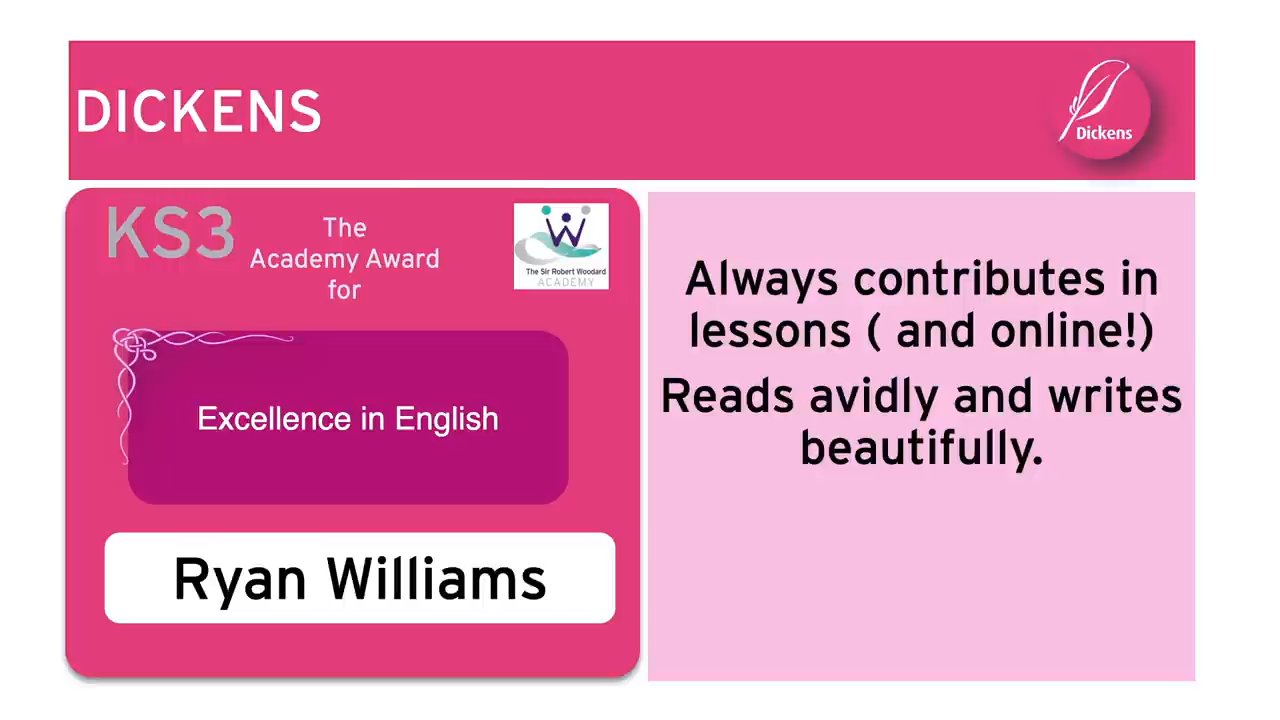 DICKENS
Dickens
KS3
The
Academy Award
for
The Sir Robert Woodard
ACADEMY
Excellence in English
Ryan Williams
Always contributes in
lessons ( and online!)
Reads avidly and writes
beautifully.